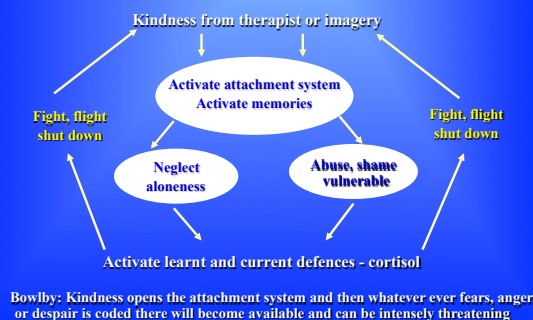 Kindness from therapist or imagery
Activate attachment system
Activate memories
Fight, flight
shut down
Fight, flight
shut down
Neglect
aloneness
Abuse, shame
vulnerable
Activate learnt and current defences - cortisol
Bowlby: Kindness opens the attachment system and then whatever ever fears, anger
or despair is coded there will become available and can be intensely threatening